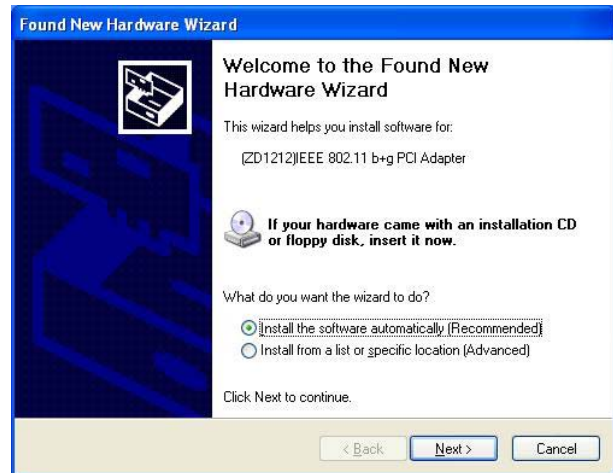 Found New Hardware Wizard
Welcome to the Found New
Hardware Wizard
This wizard helps you install software for:
(ZD1212)IEEE 802.11 b+g PCI Adapter
If your hardware came with an installation CD
or floppy disk, insert it now.
What do you want the wizard to do?
Install the software automatically (Recommended)
Install from a list or specific location (Advanced)
Click Next to continue.
< Back Next > Cancel